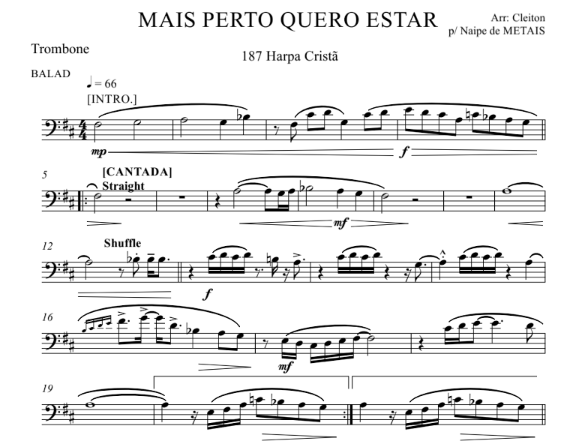 MAIS PERTO QUERO ESTAR
Arr: Cleiton
p/ Naipe de METAIS
Trombone
187 Harpa Cristã
BALAD
♩ = 66
[INTRO.]
mp
f
5
[CANTADA]
Straight
mf
12
Shuffle
f
16
mf
19